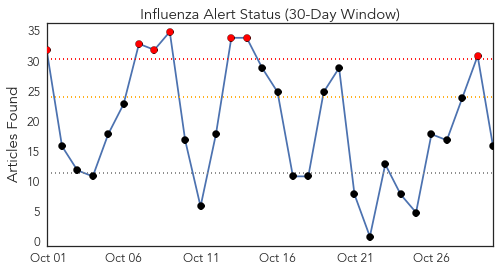 Influenza Alert Status (30-Day Window)
Articles Found
35
30
25
20
15
10
5
0
Oct 01 Oct 06 Oct 11 Oct 16 Oct 21 Oct 26